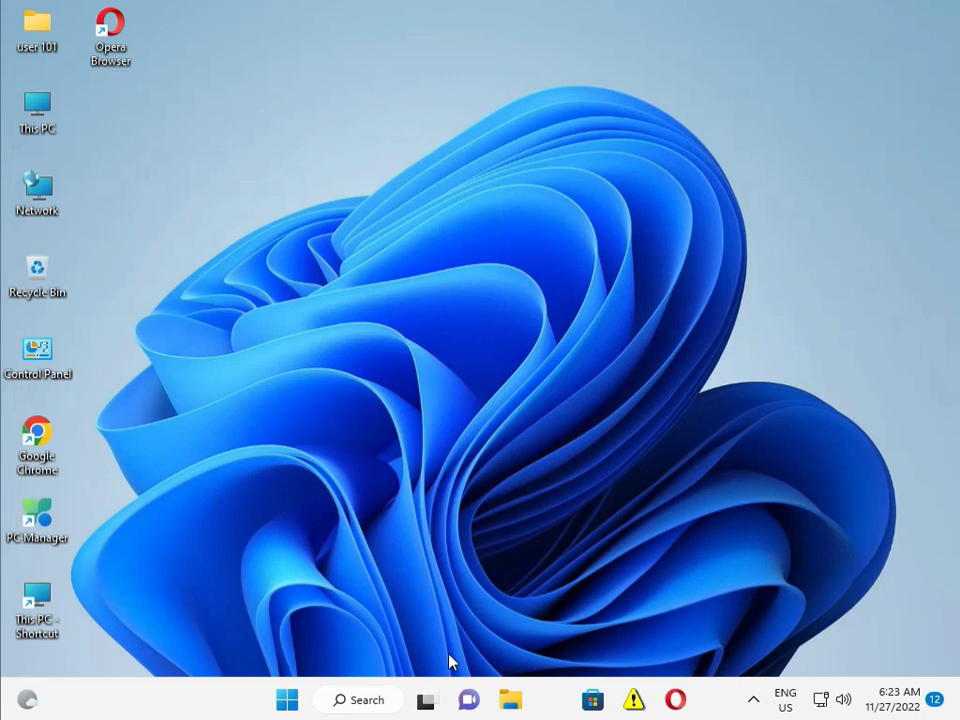 user 101
Opera
Browser
This PC
Network
Recycle Bin
Control Panel
Google
Chrome
PC Manager
This PC -
Shortcut
Search
ENG
US
6:23 AM
11/27/2022
12